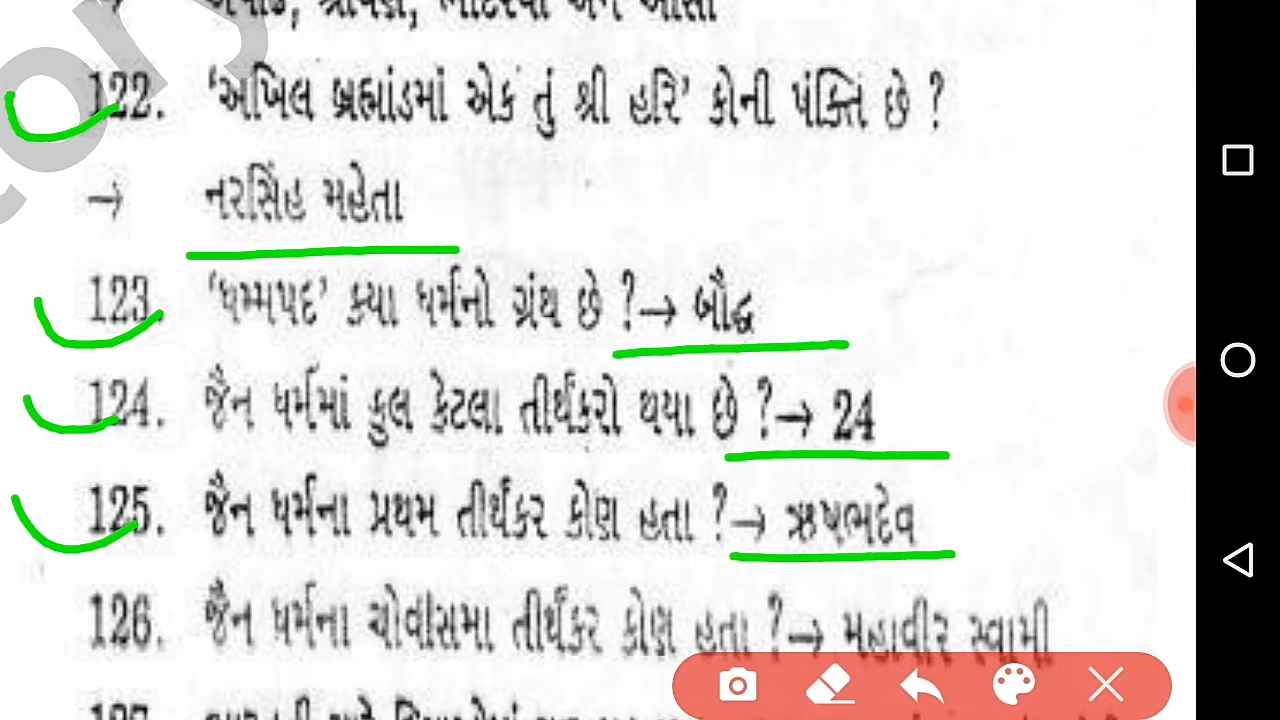 122. ‘અખિલ બ્રહ્માંડમાં એક તું શ્રી હરિ’ કોની પંક્તિ છે ?
→ નરસિંહ મહેતા
123. ‘ધમ્મપદ’ ક્યા ધર્મનો ગ્રંથ છે ?→ બૌદ્ધ
124. જૈન ધર્મમાં કુલ કેટલા તીર્થંકરો થયા છે ?→ 24
125. જૈન ધર્મના પ્રથમ તીર્થંકર કોણ હતા ?→ ઋષભદેવ
126. જૈન ધર્મના ચોવીસમા તીર્થંકર કોણ હતા ?→ મહાવીર સ્વામી